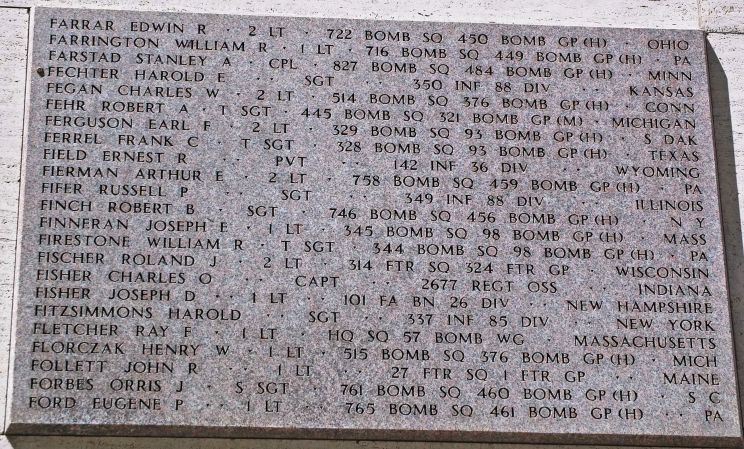 FARRAR EDWIN R · 2 LT · 722 BOMB SQ 450 BOMB GP (H) · OHIO
FARRINGTON WILLIAM R · 1 LT · 716 BOMB SQ 449 BOMB GP (H) · PA
FARSTAD STANLEY A · CPL · 827 BOMB SQ 484 BOMB GP (H) · MINN
FECHTER HAROLD E · · SGT · · 350 INF 88 DIV · · KANSAS
FEGAN CHARLES W · 2 LT · 514 BOMB SQ 376 BOMB GP (H) · CONN
FEHR ROBERT A · T SGT · 445 BOMB SQ 321 BOMB GP (M) · MICHIGAN
FERGUSON EARL F · 2 LT · 329 BOMB SQ 93 BOMB GP (H) · S DAK
FERREL FRANK C · T SGT · 328 BOMB SQ 93 BOMB GP (H) · TEXAS
FIELD ERNEST R · · PVT · · 142 INF 36 DIV · · WYOMING
FIERMAN ARTHUR E · 2 LT · 758 BOMB SQ 459 BOMB GP (H) · PA
FIFER RUSSELL P · · SGT · · 349 INF 88 DIV · · ILLINOIS
FINCH ROBERT B · SGT · 746 BOMB SQ 456 BOMB GP (H) · N Y
FINNERAN JOSEPH E · 1 LT · 345 BOMB SQ 98 BOMB GP (H) · MASS
FIRESTONE WILLIAM R · T SGT · 344 BOMB SQ 98 BOMB GP (H) · PA
FISCHER ROLAND J · 2 LT · 314 FTR SQ 324 FTR GP · WISCONSIN
FISHER CHARLES O · · CAPT · · 2677 REGT OSS · · INDIANA
FISHER JOSEPH D · · 1 LT · · 101 FA BN 26 DIV · · NEW HAMPSHIRE
FITZSIMMONS HAROLD · · SGT · · 337 INF 85 DIV · · NEW YORK
FLETCHER RAY F · 1 LT · HQ SQ 57 BOMB WG · MASSACHUSETTS
FLORCZAK HENRY W · 1 LT · 515 BOMB SQ 376 BOMB GP (H) · MICH
FOLLETT JOHN R · · 1 LT · · 27 FTR SQ 1 FTR GP · · MAINE
FORBES ORRIS J · S SGT · 761 BOMB SQ 460 BOMB GP (H) · S C
FORD EUGENE P · · 1 LT · · 765 BOMB SQ 461 BOMB GP (H) · · PA